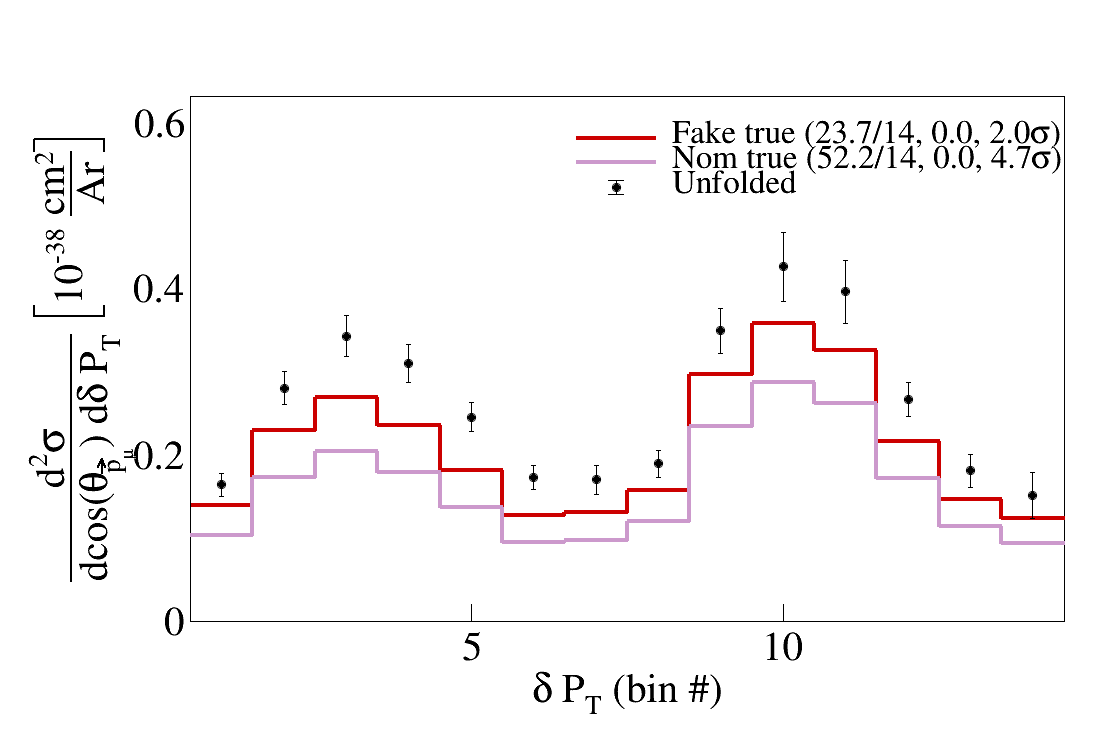 0.6
0.4
0.2
0
5
10
δ P_T (bin #)
d²σ
dcos(θ_p⃗_μ) dδ P_T
[10⁻³⁸ cm²/Ar]
Fake true (23.7/14, 0.0, 2.0σ)
Nom true (52.2/14, 0.0, 4.7σ)
Unfolded